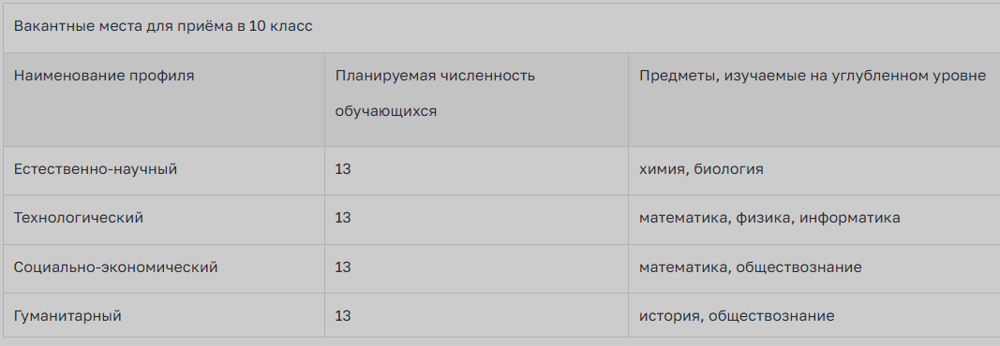 Вакантные места для приёма в 10 класс
Наименование профиля
Планируемая численность
обучающихся
Предметы, изучаемые на углубленном уровне
Естественно-научный
13
химия, биология
Технологический
13
математика, физика, информатика
Социально-экономический
13
математика, обществознание
Гуманитарный
13
история, обществознание